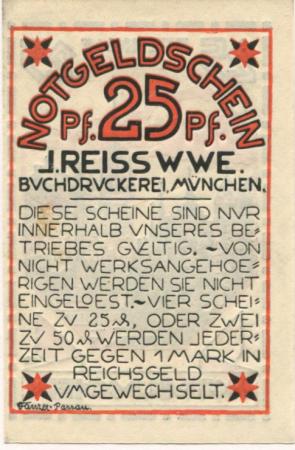 NOTGELDSCHEIN
Pf. 25 Pf.
J. REISS WWE.
BVCHDRVCKEREI, MÜNCHEN.
DIESE SCHEINE SIND NVR
INNERHALB VNSERES BE-
TRIEBES GVELTIG. ~ VON
NICHT WERKSANGEHOE-
RIGEN WERDEN SIE NICHT
EINGELOEST. ~ VIER SCHEI-
NE ZV 25 ₰, ODER ZWEI
ZV 50 ₰ WERDEN JEDER-
ZEIT GEGEN 1 MARK IN
REICHSGELD
VMGEWECHSELT.
Tänzer-Passau.